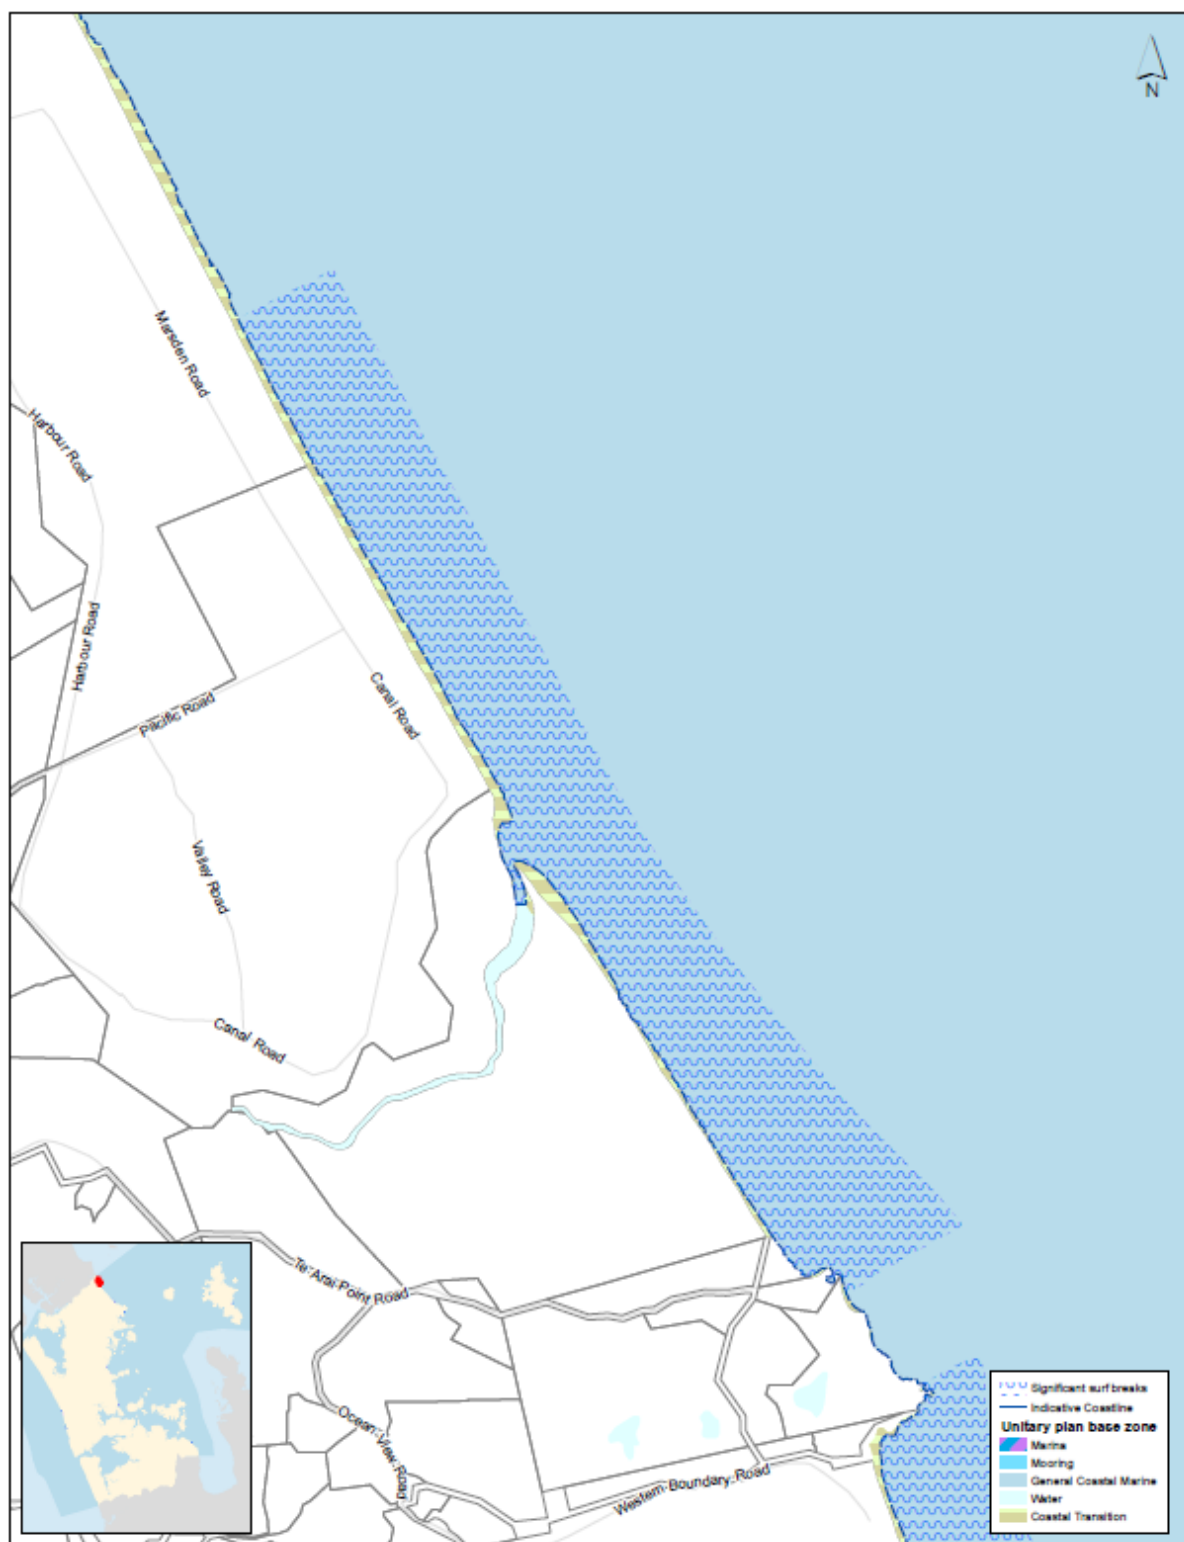 N
Marsden Road
Harbour Road
Harbour Road
Pacific Road
Canal Road
Valley Road
Canal Road
Te Arai Point Road
Ocean View Road
Western Boundary Road
Significant surf breaks
Indicative Coastline
Unitary plan base zone
Marina
Mooring
General Coastal Marine
Water
Coastal Transition